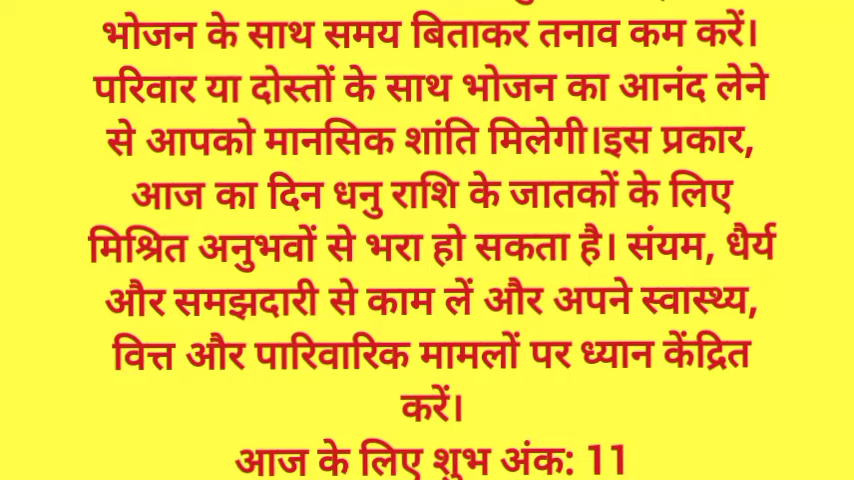 भोजन के साथ समय बिताकर तनाव कम करें।
परिवार या दोस्तों के साथ भोजन का आनंद लेने
से आपको मानसिक शांति मिलेगी।इस प्रकार,
आज का दिन धनु राशि के जातकों के लिए
मिश्रित अनुभवों से भरा हो सकता है। संयम, धैर्य
और समझदारी से काम लें और अपने स्वास्थ्य,
वित्त और पारिवारिक मामलों पर ध्यान केंद्रित
करें।
आज के लिए शुभ अंक: 11